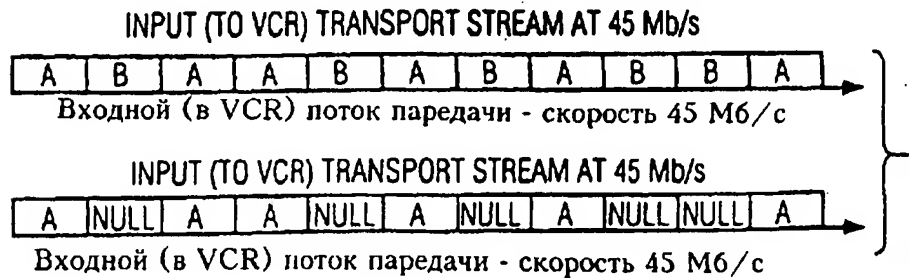 INPUT (TO VCR) TRANSPORT STREAM AT 45 Mb/s
A B A A B A B A B B A
Входной (в VCR) поток паредачи - скорость 45 Мб/с
INPUT (TO VCR) TRANSPORT STREAM AT 45 Mb/s
A NULL A A NULL A NULL A NULL NULL A
Входной (в VCR) поток паредачи - скорость 45 Мб/с